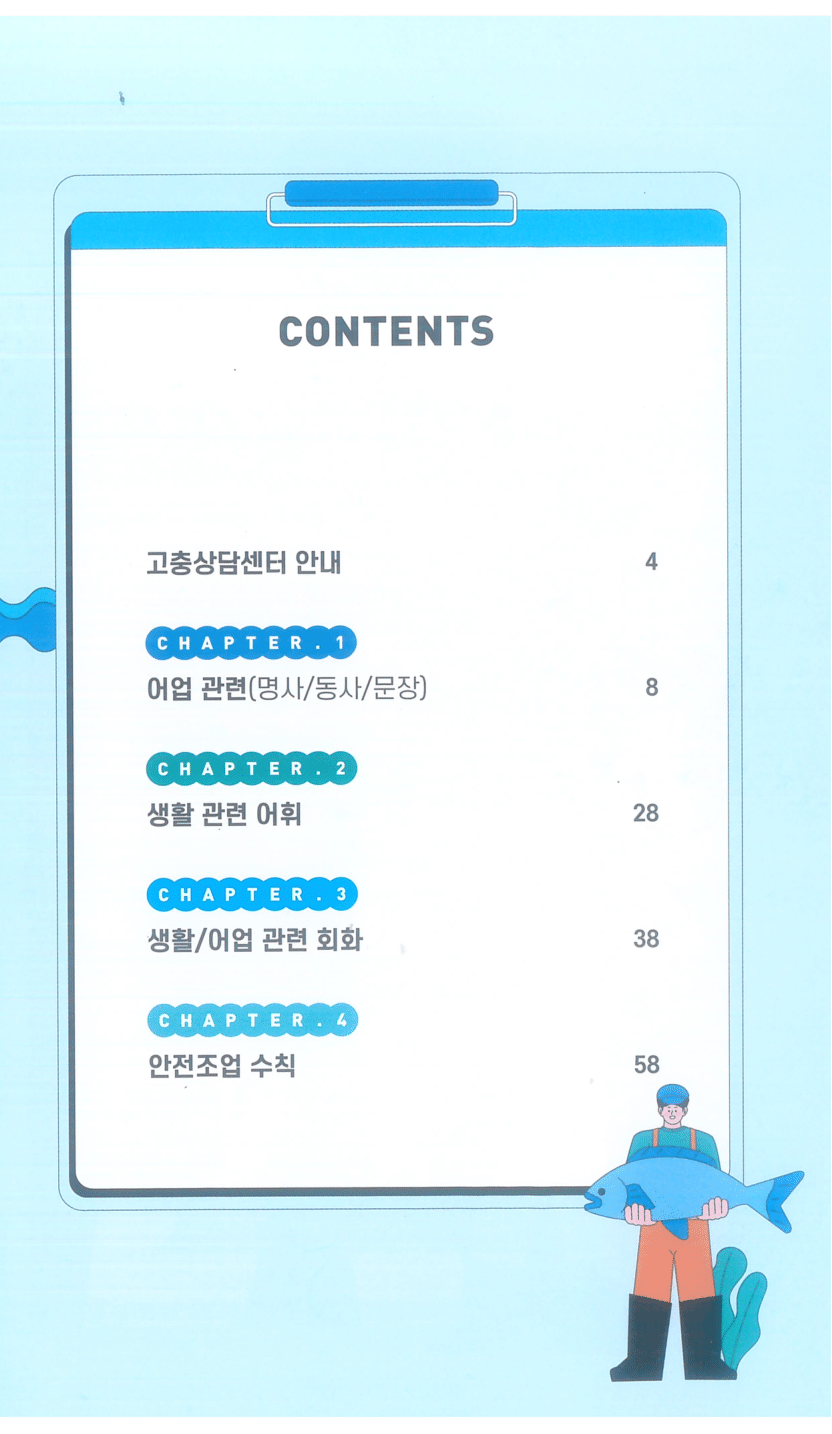 CONTENTS
고충상담센터 안내 4
CHAPTER.1
어업 관련(명사/동사/문장) 8
CHAPTER.2
생활 관련 어휘 28
CHAPTER.3
생활/어업 관련 회화 38
CHAPTER.4
안전조업 수칙 58